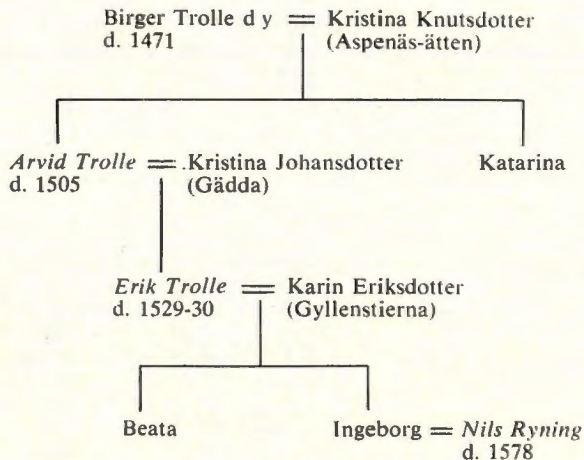 Birger Trolle d y = Kristina Knutsdotter
d. 1471 (Aspenäs-ätten)
Arvid Trolle = .Kristina Johansdotter Katarina
d. 1505 (Gädda)
Erik Trolle = Karin Eriksdotter
d. 1529-30 (Gyllenstierna)
Beata Ingeborg = Nils Ryning
d. 1578